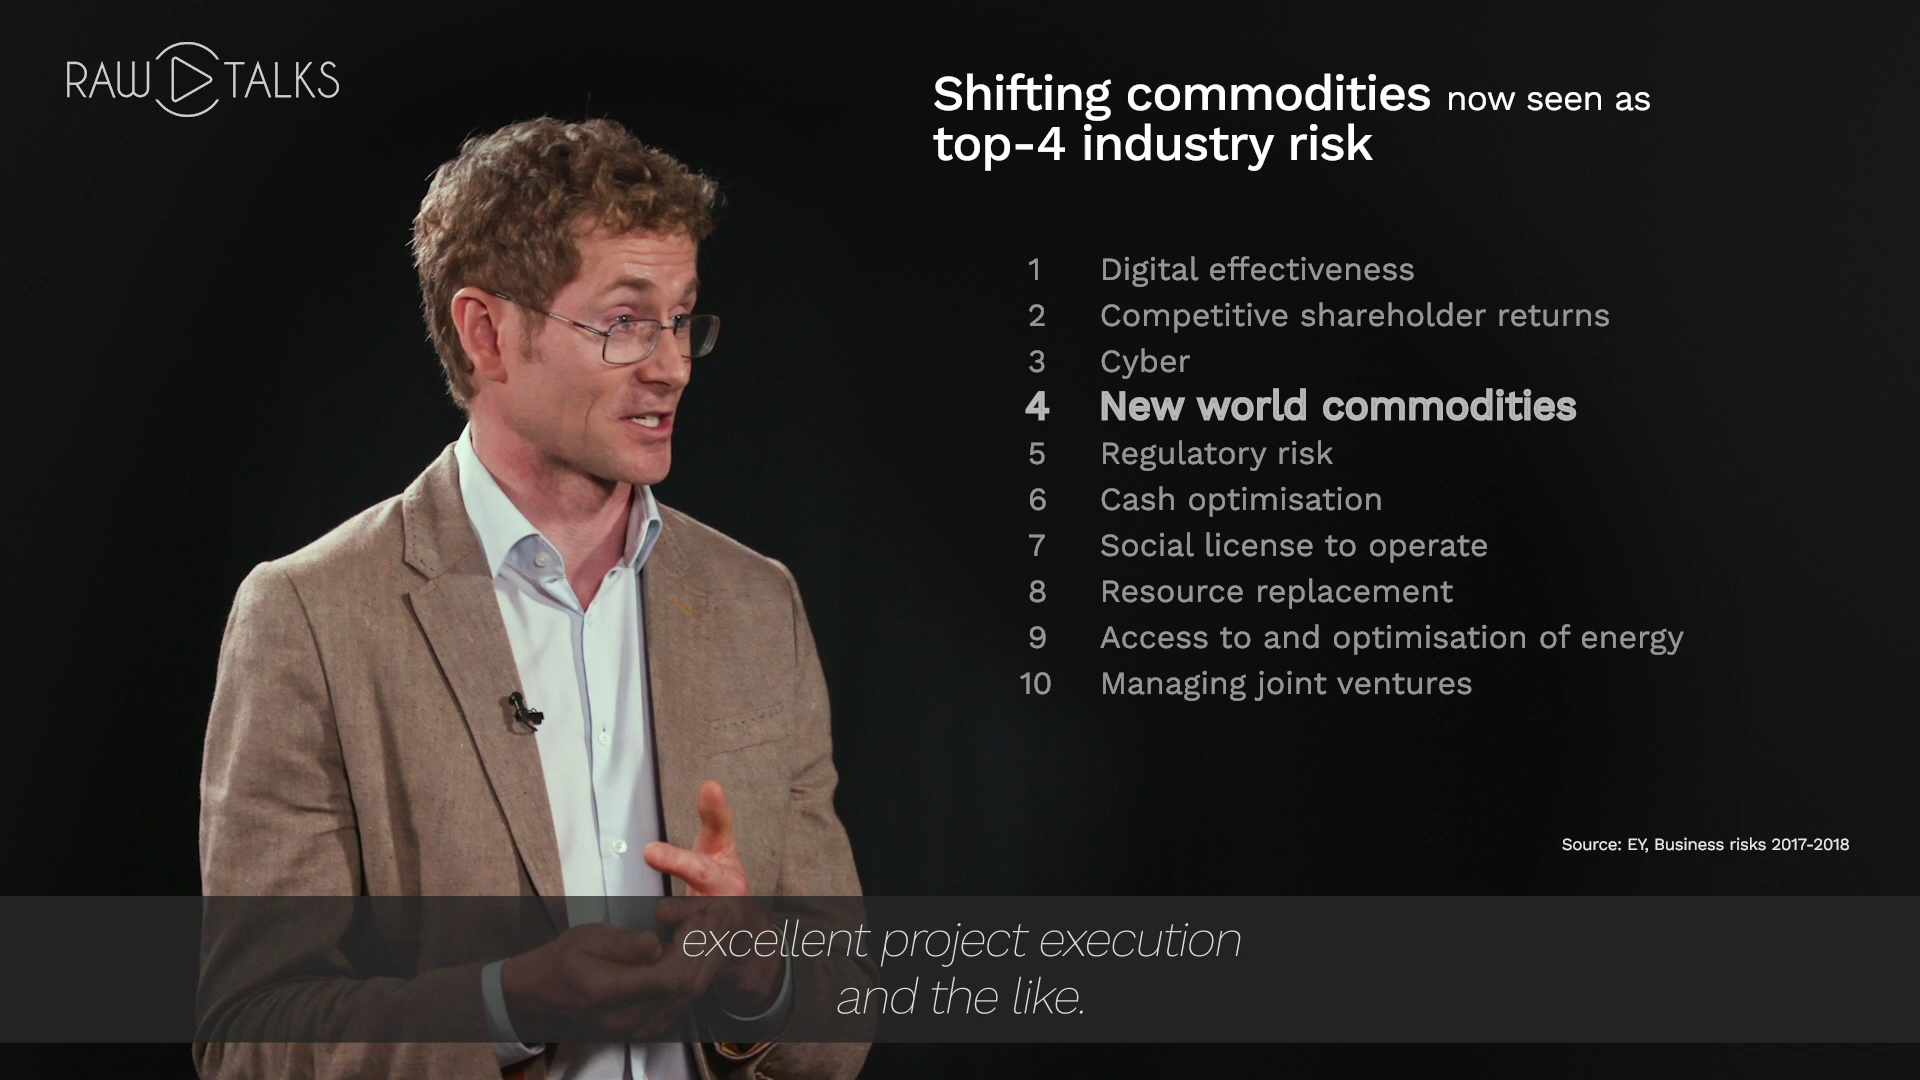 RAW TALKS
Shifting commodities now seen as
top-4 industry risk
1 Digital effectiveness
2 Competitive shareholder returns
3 Cyber
4 New world commodities
5 Regulatory risk
6 Cash optimisation
7 Social license to operate
8 Resource replacement
9 Access to and optimisation of energy
10 Managing joint ventures
Source: EY, Business risks 2017-2018
excellent project execution
and the like.